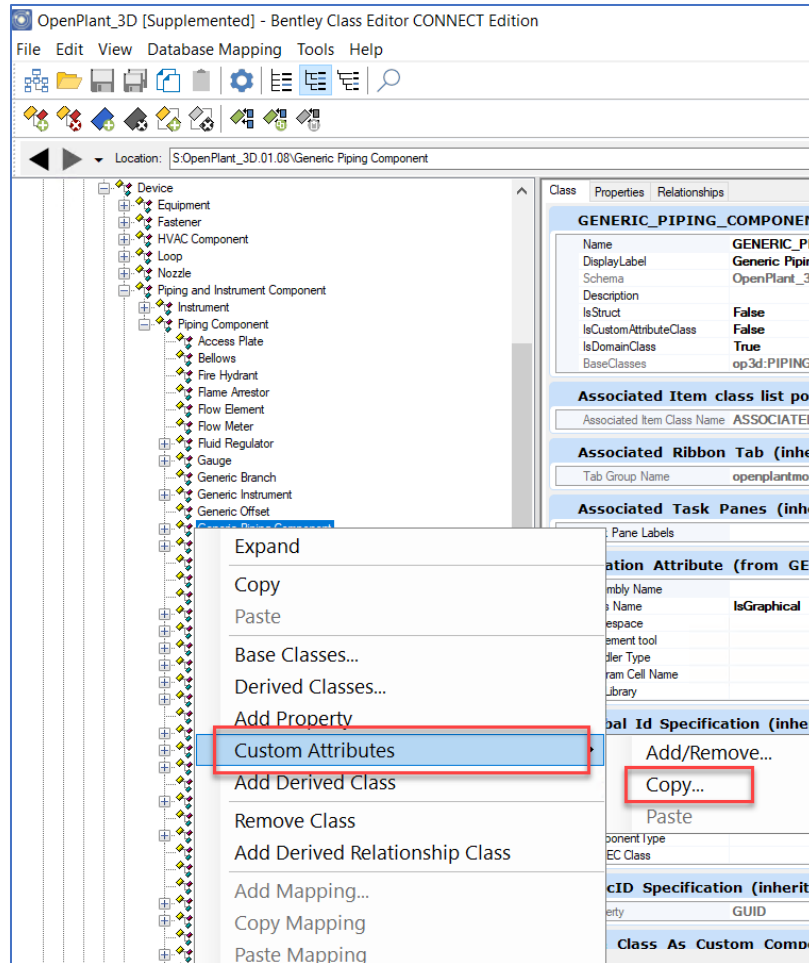 OpenPlant_3D [Supplemented] - Bentley Class Editor CONNECT Edition
File Edit View Database Mapping Tools Help
Location: S:OpenPlant_3D.01.08\Generic Piping Component
Device
Equipment
Fastener
HVAC Component
Loop
Nozzle
Piping and Instrument Component
Instrument
Piping Component
Access Plate
Bellows
Fire Hydrant
Flame Arrestor
Flow Element
Flow Meter
Fluid Regulator
Gauge
Generic Branch
Generic Instrument
Generic Offset
Generic Piping Component
Expand
Copy
Paste
Base Classes...
Derived Classes...
Add Property
Custom Attributes
Add Derived Class
Remove Class
Add Derived Relationship Class
Add Mapping...
Copy Mapping
Paste Mapping
Add/Remove...
Copy...
Paste
Class Properties Relationships
GENERIC_PIPING_COMPONEN
Name GENERIC_PI
DisplayLabel Generic Pipin
Schema OpenPlant_3
Description
IsStruct False
IsCustomAttributeClass False
IsDomainClass True
BaseClasses op3d:PIPING
Associated Item class list po
Associated Item Class Name ASSOCIATE
Associated Ribbon Tab (inhe
Tab Group Name openplantmo
Associated Task Panes (inh
Pane Labels
ation Attribute (from GE
mbly Name
s Name IsGraphical
espace
ement tool
dler Type
ram Cell Name
Library
bal Id Specification (inhe
ponentType
EC Class
cID Specification (inherit
erty GUID
Class As Custom Compo